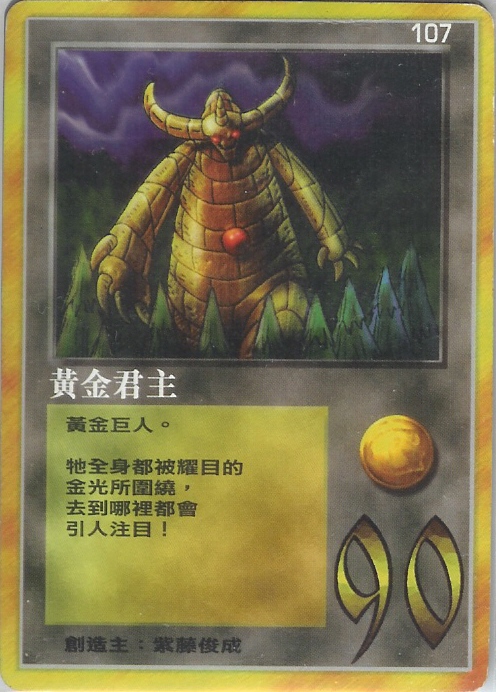 107
黃金君主
黃金巨人。
牠全身都被耀目的
金光所圍繞，
去到哪裡都會
引人注目！
90
創造主：紫藤俊成